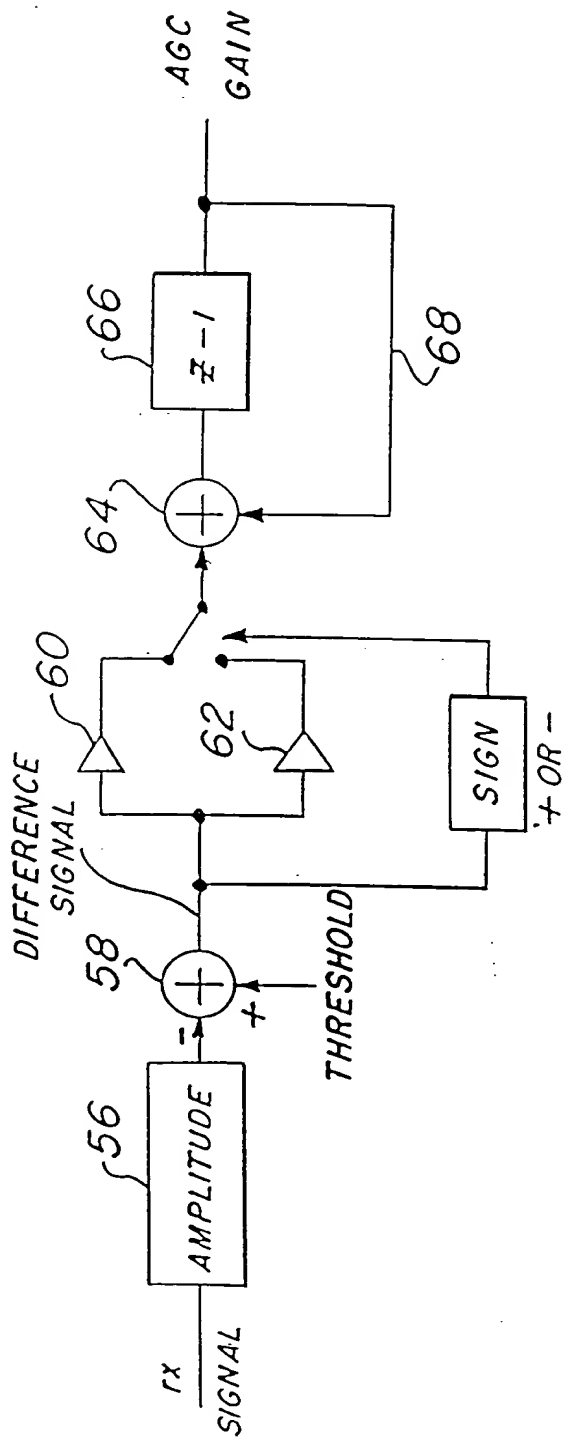 rx
SIGNAL
56
AMPLITUDE
-
+
58
THRESHOLD
DIFFERENCE
SIGNAL
60
62
SIGN
+ OR -
64
+
66
z - 1
68
AGC
GAIN